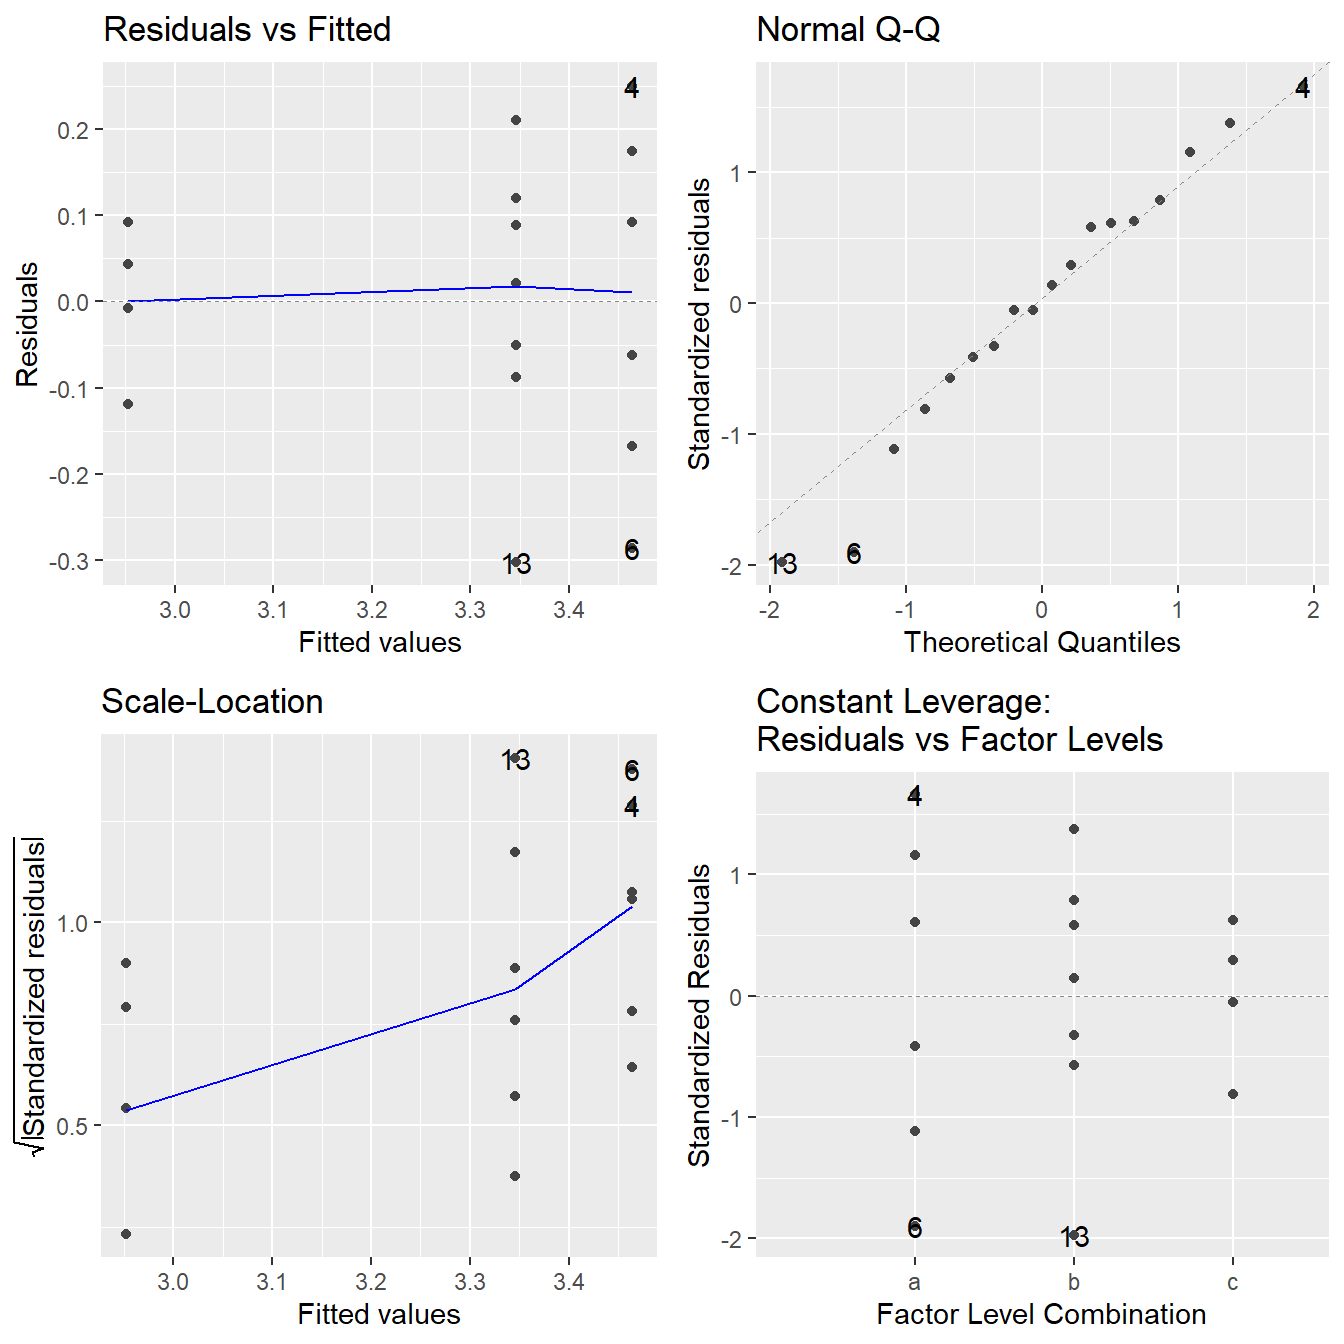 Residuals vs Fitted
Residuals
0.2
0.1
0.0
-0.1
-0.2
-0.3
4
13
6
3.0 3.1 3.2 3.3 3.4
Fitted values
Normal Q-Q
Standardized residuals
1
0
-1
-2
4
13
6
-2 -1 0 1 2
Theoretical Quantiles
Scale-Location
√|Standardized residuals|
1.0
0.5
13
6
4
3.0 3.1 3.2 3.3 3.4
Fitted values
Constant Leverage:
Residuals vs Factor Levels
Standardized Residuals
1
0
-1
-2
4
6
13
a b c
Factor Level Combination